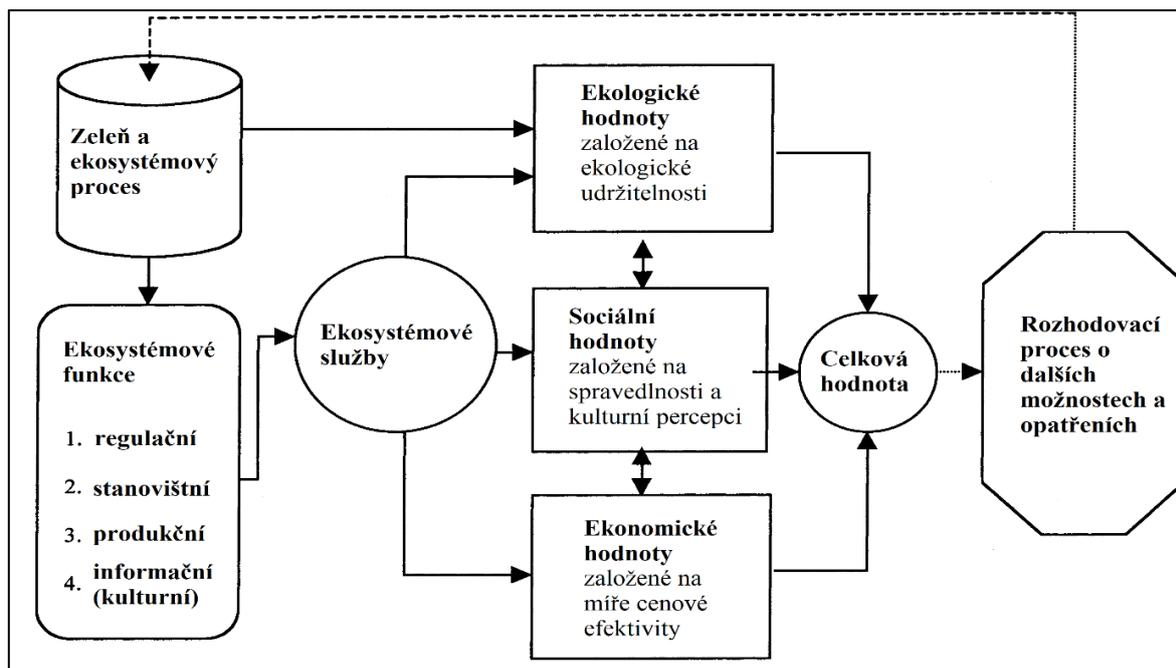 Zeleň a
ekosystémový
proces
Ekosystémové
funkce
1. regulační
2. stanovištní
3. produkční
4. informační
(kulturní)
Ekosystémové
služby
Ekologické
hodnoty
založené na
ekologické
udržitelnosti
Sociální
hodnoty
založené na
spravedlnosti a
kulturní percepci
Ekonomické
hodnoty
založené na
míře cenové
efektivity
Celková
hodnota
Rozhodovací
proces o
dalších
možnostech a
opatřeních